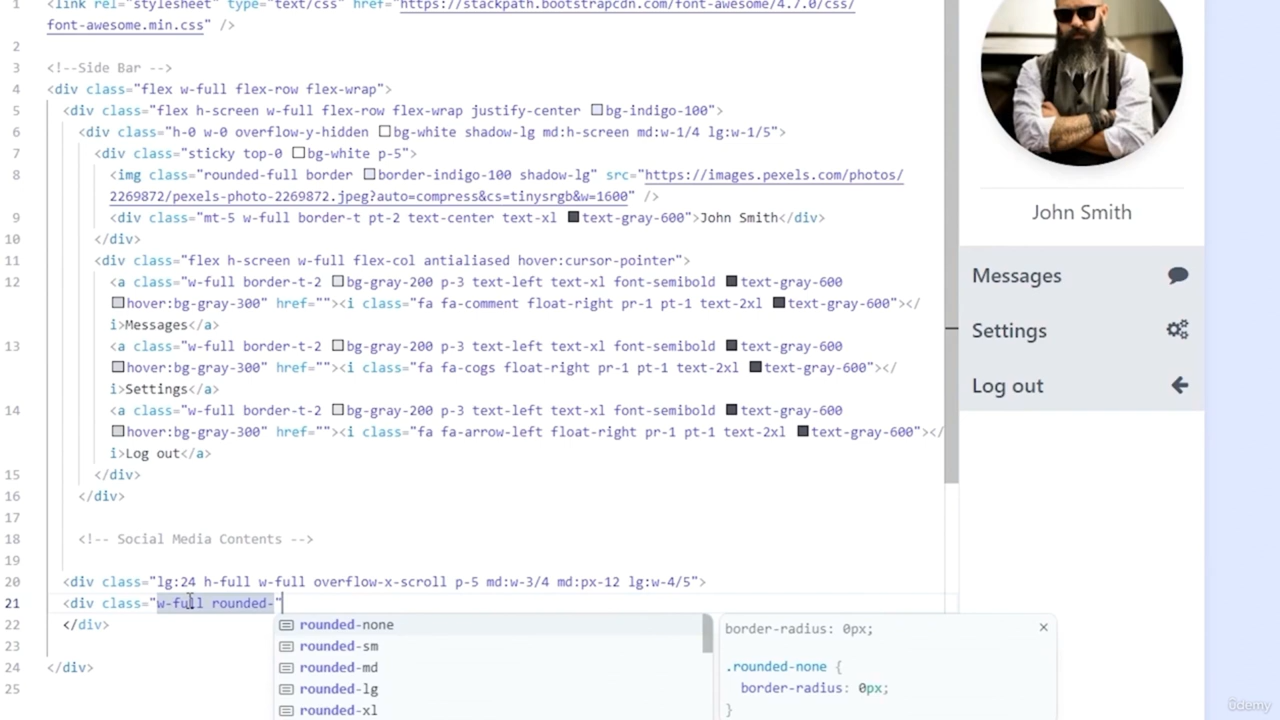 1 <link rel="stylesheet" type="text/css" href="https://stackpath.bootstrapcdn.com/font-awesome/4.7.0/css/
font-awesome.min.css" />
2
3 <!--Side Bar -->
4 <div class="flex w-full flex-row flex-wrap">
5 <div class="flex h-screen w-full flex-row flex-wrap justify-center bg-indigo-100">
6 <div class="h-0 w-0 overflow-y-hidden bg-white shadow-lg md:h-screen md:w-1/4 lg:w-1/5">
7 <div class="sticky top-0 bg-white p-5">
8 <img class="rounded-full border border-indigo-100 shadow-lg" src="https://images.pexels.com/photos/
2269872/pexels-photo-2269872.jpeg?auto=compress&cs=tinysrgb&w=1600" />
9 <div class="mt-5 w-full border-t pt-2 text-center text-xl text-gray-600">John Smith</div>
10 </div>
11 <div class="flex h-screen w-full flex-col antialiased hover:cursor-pointer">
12 <a class="w-full border-t-2 bg-gray-200 p-3 text-left text-xl font-semibold text-gray-600
hover:bg-gray-300" href=""><i class="fa fa-comment float-right pr-1 pt-1 text-2xl text-gray-600"></
i>Messages</a>
13 <a class="w-full border-t-2 bg-gray-200 p-3 text-left text-xl font-semibold text-gray-600
hover:bg-gray-300" href=""><i class="fa fa-cogs float-right pr-1 pt-1 text-2xl text-gray-600"></
i>Settings</a>
14 <a class="w-full border-t-2 bg-gray-200 p-3 text-left text-xl font-semibold text-gray-600
hover:bg-gray-300" href=""><i class="fa fa-arrow-left float-right pr-1 pt-1 text-2xl text-gray-600"></
i>Log out</a>
15 </div>
16 </div>
17
18 <!-- Social Media Contents -->
19
20 <div class="lg:24 h-full w-full overflow-x-scroll p-5 md:w-3/4 md:px-12 lg:w-4/5">
21 <div class="w-full rounded-"
22 </div>
23
24 </div>
25
rounded-none
rounded-sm
rounded-md
rounded-lg
rounded-xl
border-radius: 0px;
.rounded-none {
border-radius: 0px;
}
John Smith
Messages
Settings
Log out
ûdemy